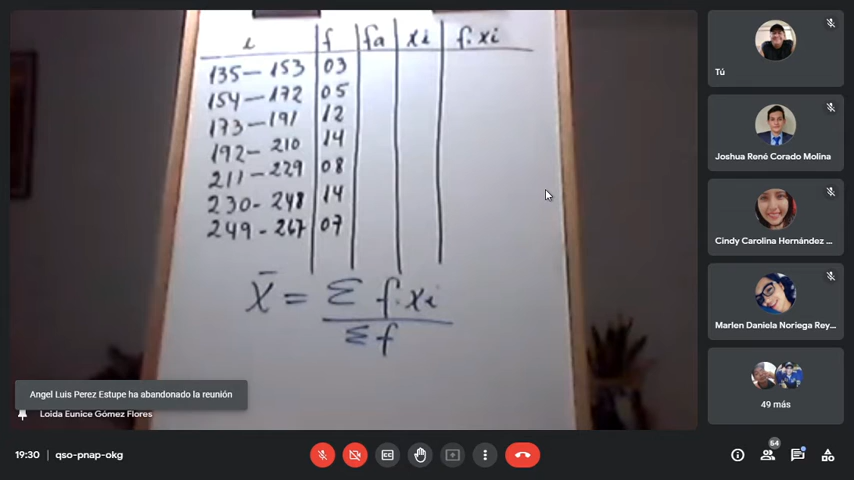 i f fa xi f.xi
135 — 153 03
154 — 172 05
173 — 191 12
192 — 210 14
211 — 229 08
230 - 248 14
249 - 267 07
X̄ = Σ f.xi
Σ f
Angel Luis Perez Estupe ha abandonado la reunión
Loida Eunice Gómez Flores
Tú
Joshua René Corado Molina
Cindy Carolina Hernández ...
Marlen Daniela Noriega Rey...
49 más
19:30 qso-pnap-okg
CC
54